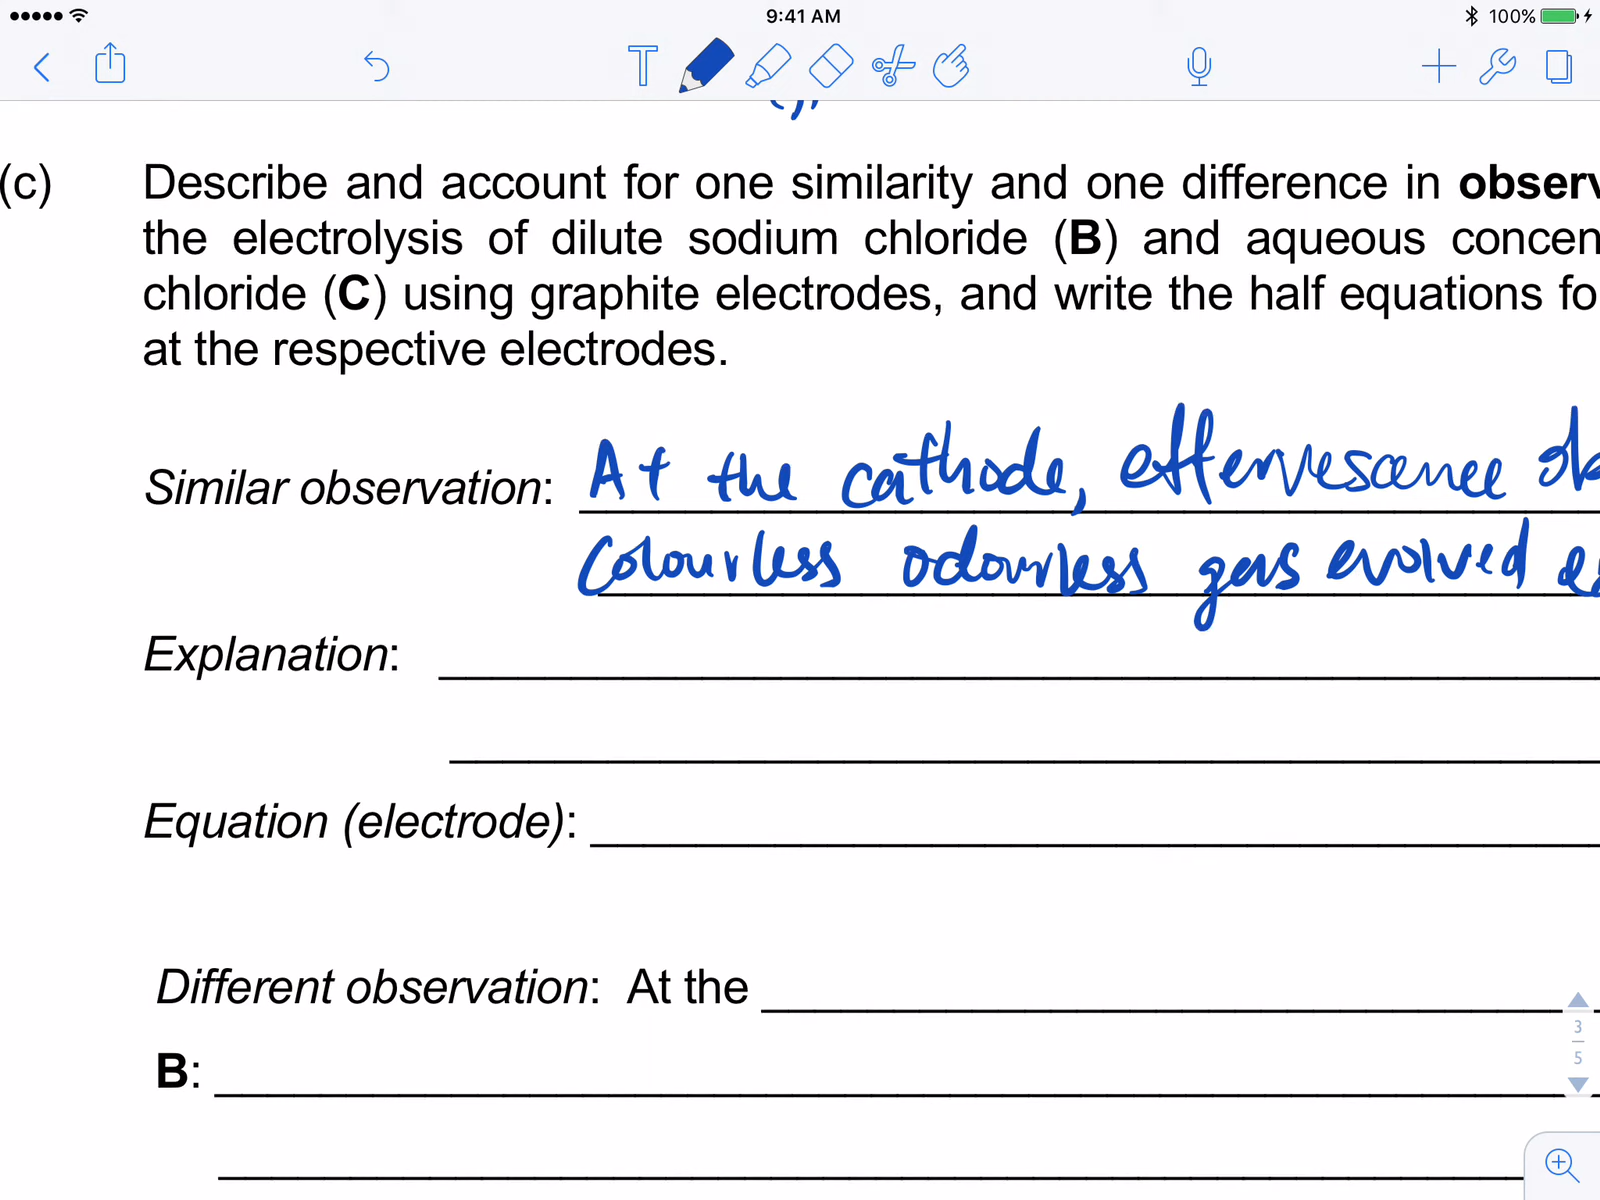 9:41 AM
100%
T
(c) Describe and account for one similarity and one difference in observ
the electrolysis of dilute sodium chloride (B) and aqueous concen
chloride (C) using graphite electrodes, and write the half equations fo
at the respective electrodes.
Similar observation: At the cathode, effervescence
Colourless odourless gas evolved
Explanation:
Equation (electrode):
Different observation: At the
3
5
B: